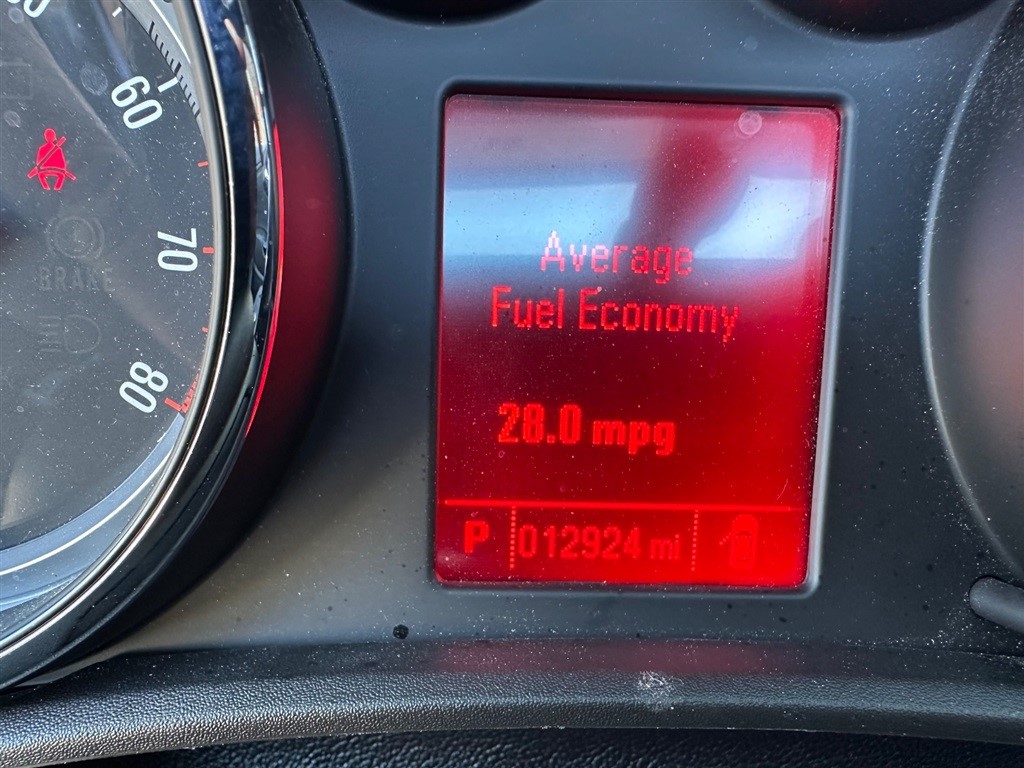 60
70
BRAKE
80
Average
Fuel Economy
28.0 mpg
P 012924 mi